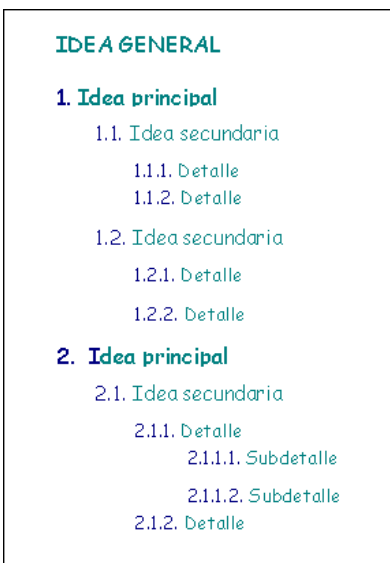 IDEA GENERAL
1. Idea principal
1.1. Idea secundaria
1.1.1. Detalle
1.1.2. Detalle
1.2. Idea secundaria
1.2.1. Detalle
1.2.2. Detalle
2. Idea principal
2.1. Idea secundaria
2.1.1. Detalle
2.1.1.1. Subdetalle
2.1.1.2. Subdetalle
2.1.2. Detalle